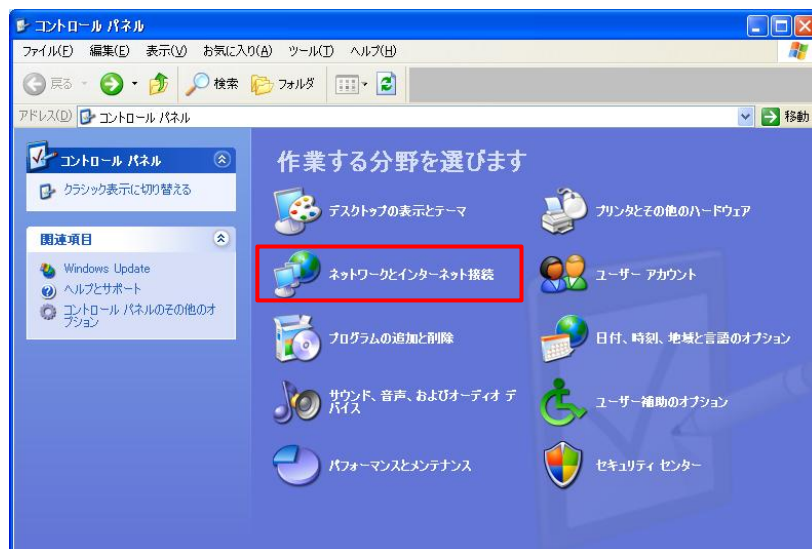 コントロール パネル
ファイル(F) 編集(E) 表示(V) お気に入り(A) ツール(T) ヘルプ(H)
戻る 検索 フォルダ
アドレス(D) コントロール パネル 移動
コントロール パネル
クラシック表示に切り替える
関連項目
Windows Update
ヘルプとサポート
コントロール パネルのその他のオ
プション
作業する分野を選びます
デスクトップの表示とテーマ
プリンタとその他のハードウェア
ネットワークとインターネット接続
ユーザー アカウント
プログラムの追加と削除
日付、時刻、地域と言語のオプション
サウンド、音声、およびオーディオ デ
バイス
ユーザー補助のオプション
パフォーマンスとメンテナンス
セキュリティ センター